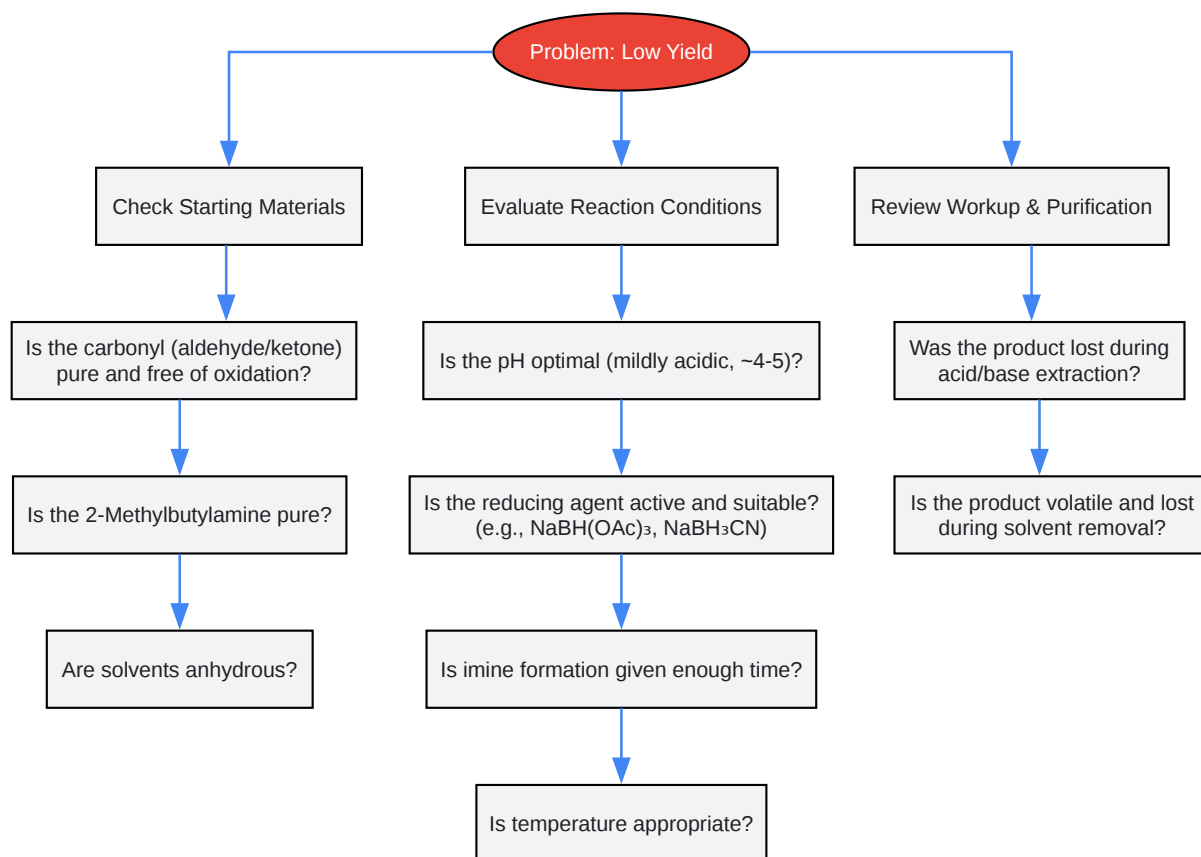 Problem: Low Yield
Check Starting Materials
Evaluate Reaction Conditions
Review Workup & Purification
Is the carbonyl (aldehyde/ketone)
pure and free of oxidation?
Is the pH optimal (mildly acidic, ~4-5)?
Was the product lost during
acid/base extraction?
Is the 2-Methylbutylamine pure?
Is the reducing agent active and suitable?
(e.g., NaBH(OAc)₃, NaBH₃CN)
Is the product volatile and lost
during solvent removal?
Are solvents anhydrous?
Is imine formation given enough time?
Is temperature appropriate?